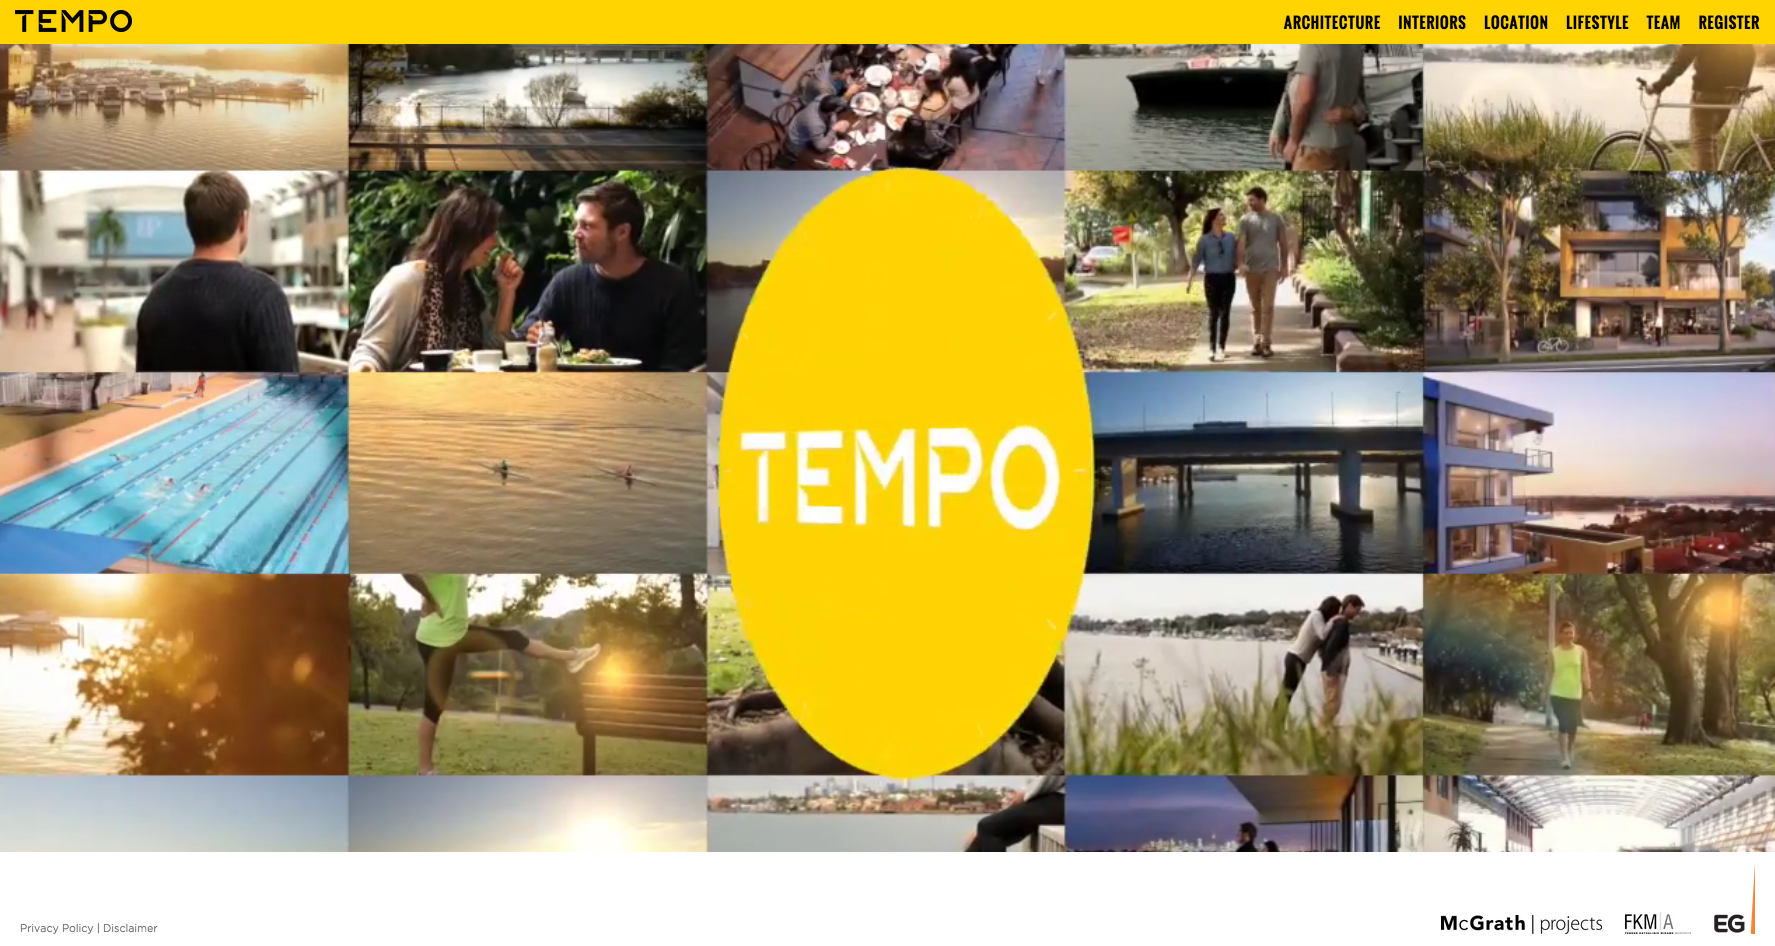 TEMPO
ARCHITECTURE INTERIORS LOCATION LIFESTYLE TEAM REGISTER
TEMPO
Privacy Policy | Disclaimer
McGrath | projects
FKM|A
EG